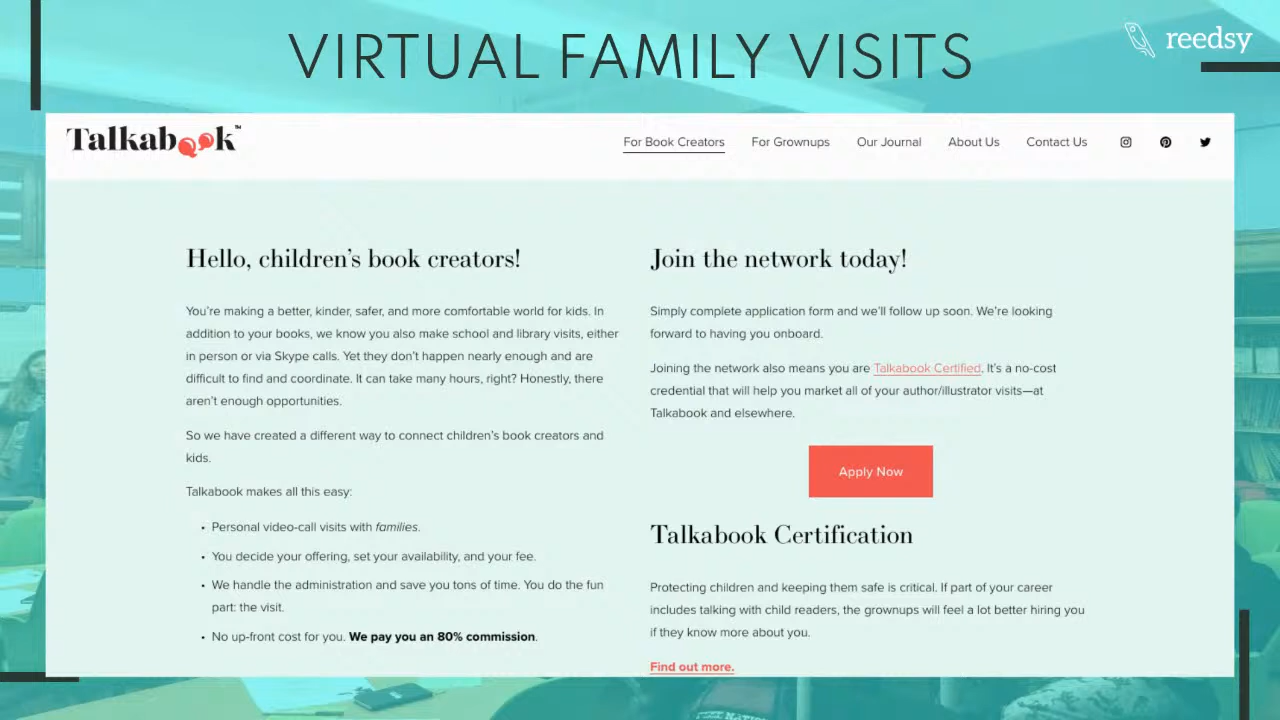 VIRTUAL FAMILY VISITS
reedsy
Talkabook™
For Book Creators
For Grownups
Our Journal
About Us
Contact Us
Hello, children's book creators!
You're making a better, kinder, safer, and more comfortable world for kids. In
addition to your books, we know you also make school and library visits, either
in person or via Skype calls. Yet they don't happen nearly enough and are
difficult to find and coordinate. It can take many hours, right? Honestly, there
aren't enough opportunities.
So we have created a different way to connect children's book creators and
kids.
Talkabook makes all this easy:
• Personal video-call visits with families.
• You decide your offering, set your availability, and your fee.
• We handle the administration and save you tons of time. You do the fun
part: the visit.
• No up-front cost for you. We pay you an 80% commission.
Join the network today!
Simply complete application form and we'll follow up soon. We're looking
forward to having you onboard.
Joining the network also means you are Talkabook Certified. It's a no-cost
credential that will help you market all of your author/illustrator visits—at
Talkabook and elsewhere.
Apply Now
Talkabook Certification
Protecting children and keeping them safe is critical. If part of your career
includes talking with child readers, the grownups will feel a lot better hiring you
if they know more about you.
Find out more.